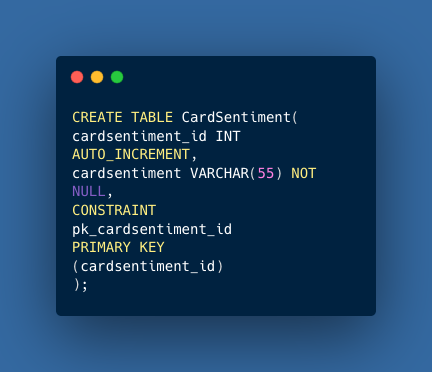 CREATE TABLE CardSentiment(
cardsentiment_id INT
AUTO_INCREMENT,
cardsentiment VARCHAR(55) NOT
NULL,
CONSTRAINT
pk_cardsentiment_id
PRIMARY KEY
(cardsentiment_id)
);